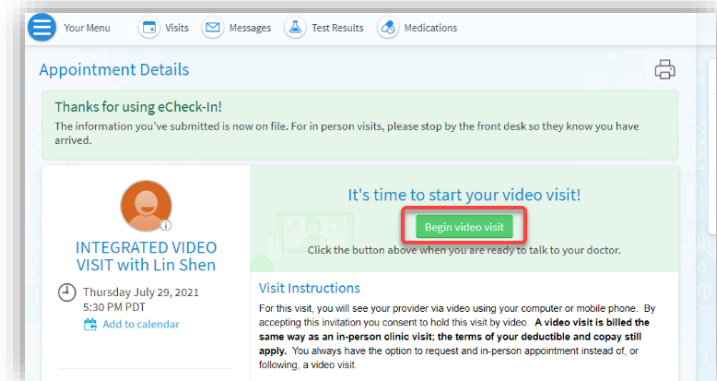 Your Menu Visits Messages Test Results Medications
Appointment Details
Thanks for using eCheck-In!
The information you've submitted is now on file. For in person visits, please stop by the front desk so they know you have
arrived.
It's time to start your video visit!
Begin video visit
Click the button above when you are ready to talk to your doctor.
INTEGRATED VIDEO
VISIT with Lin Shen
Thursday July 29, 2021
5:30 PM PDT
Add to calendar
Visit Instructions
For this visit, you will see your provider via video using your computer or mobile phone. By
accepting this invitation you consent to hold this visit by video. A video visit is billed the
same way as an in-person clinic visit; the terms of your deductible and copay still
apply. You always have the option to request and in-person appointment instead of, or
following, a video visit.